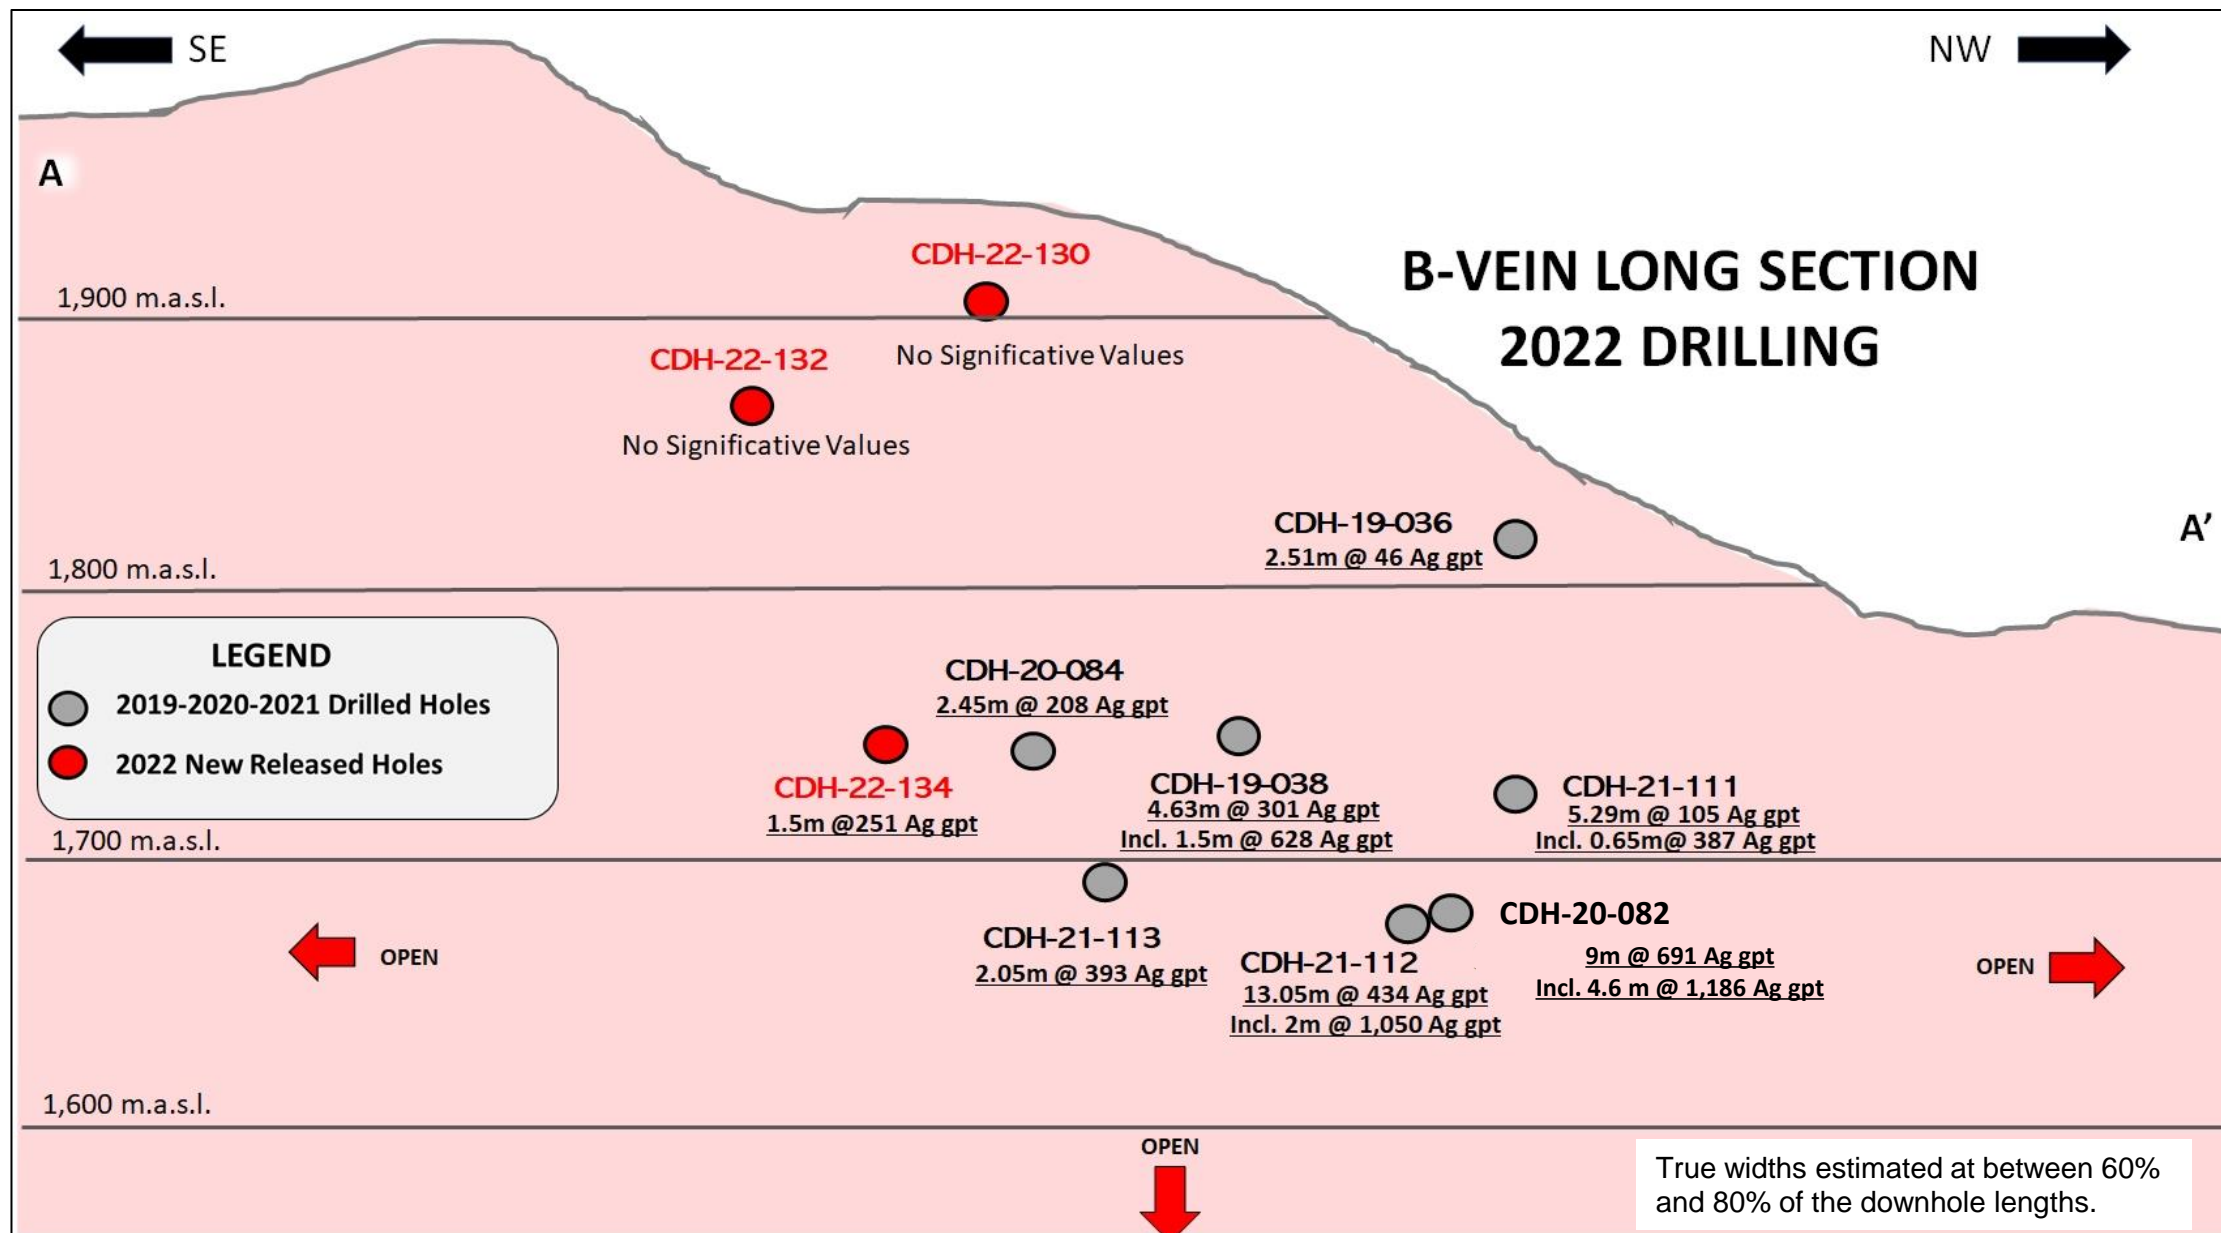 SE
NW
A
CDH-22-130
B-VEIN LONG SECTION
2022 DRILLING
1,900 m.a.s.l.
No Significative Values
CDH-22-132
No Significative Values
CDH-19-036
2.51m @ 46 Ag gpt
A’
1,800 m.a.s.l.
LEGEND
2019-2020-2021 Drilled Holes
2022 New Released Holes
CDH-20-084
2.45m @ 208 Ag gpt
CDH-22-134
1.5m @251 Ag gpt
CDH-19-038
4.63m @ 301 Ag gpt
Incl. 1.5m @ 628 Ag gpt
CDH-21-111
5.29m @ 105 Ag gpt
Incl. 0.65m@ 387 Ag gpt
1,700 m.a.s.l.
CDH-21-113
2.05m @ 393 Ag gpt
CDH-21-112
13.05m @ 434 Ag gpt
Incl. 2m @ 1,050 Ag gpt
CDH-20-082
9m @ 691 Ag gpt
Incl. 4.6 m @ 1,186 Ag gpt
OPEN
OPEN
1,600 m.a.s.l.
OPEN
True widths estimated at between 60%
and 80% of the downhole lengths.